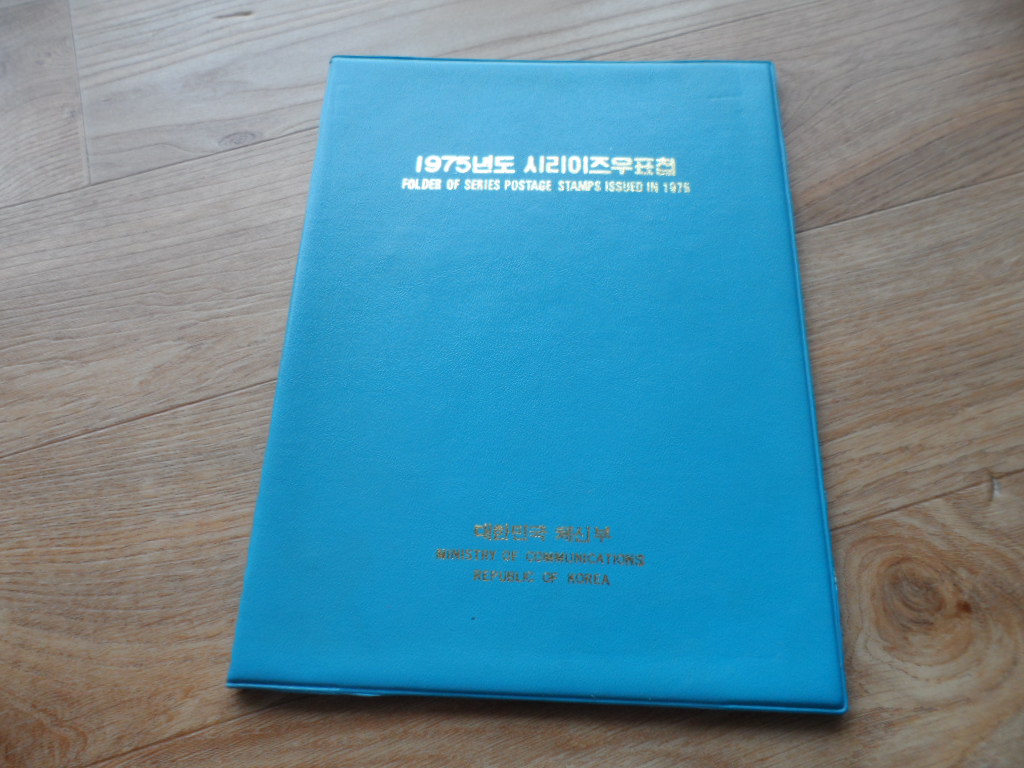 1975년도 시리이즈우표첩
FOLDER OF SERIES POSTAGE STAMPS ISSUED IN 1975
대한민국 체신부
MINISTRY OF COMMUNICATIONS
REPUBLIC OF KOREA